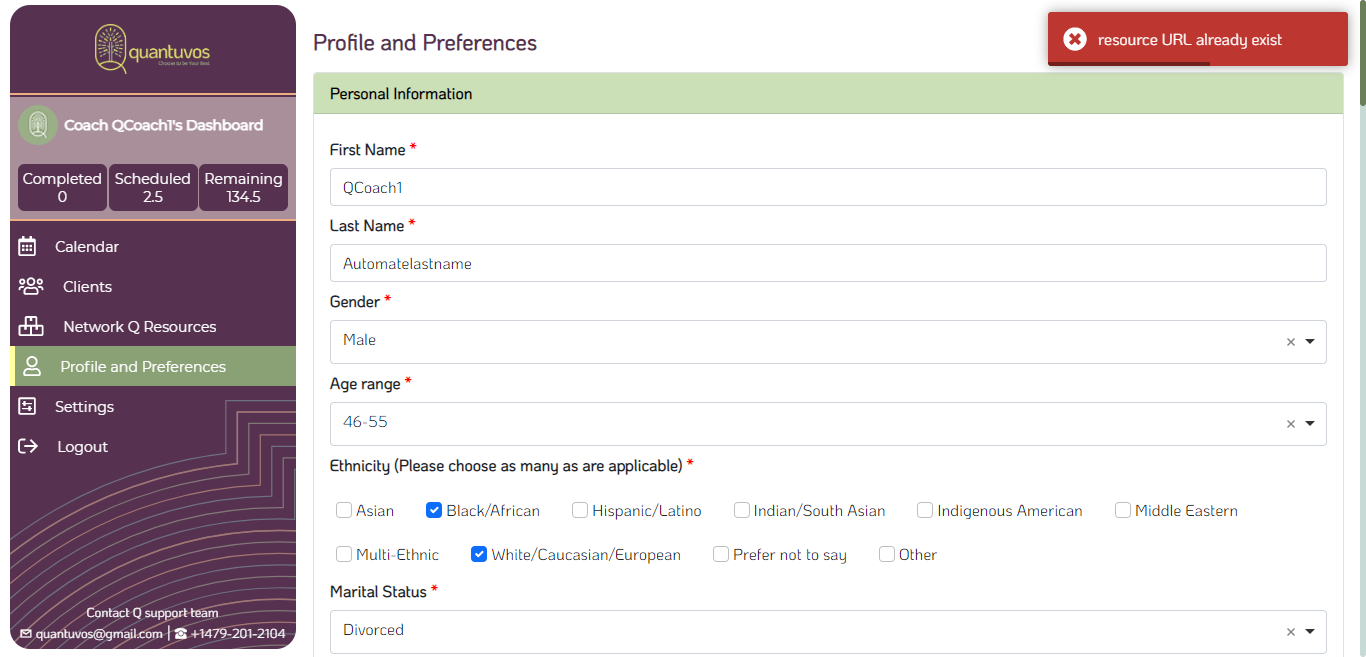 quantuvos
Choose to be Your Best
Coach QCoach1's Dashboard
Completed
0
Scheduled
2.5
Remaining
134.5
Calendar
Clients
Network Q Resources
Profile and Preferences
Settings
Logout
Contact Q support team
quantuvos@gmail.com | +1479-201-2104
Profile and Preferences
resource URL already exist
Personal Information
First Name *
QCoach1
Last Name *
Automatelastname
Gender *
Male
Age range *
46-55
Ethnicity (Please choose as many as are applicable) *
Asian Black/African Hispanic/Latino Indian/South Asian Indigenous American Middle Eastern
Multi-Ethnic White/Caucasian/European Prefer not to say Other
Marital Status *
Divorced